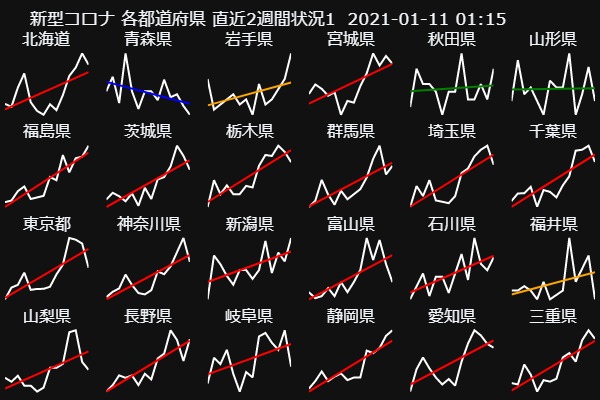 新型コロナ 各都道府県 直近2週間状況1 2021-01-11 01:15
北海道 青森県 岩手県 宮城県 秋田県 山形県
福島県 茨城県 栃木県 群馬県 埼玉県 千葉県
東京都 神奈川県 新潟県 富山県 石川県 福井県
山梨県 長野県 岐阜県 静岡県 愛知県 三重県